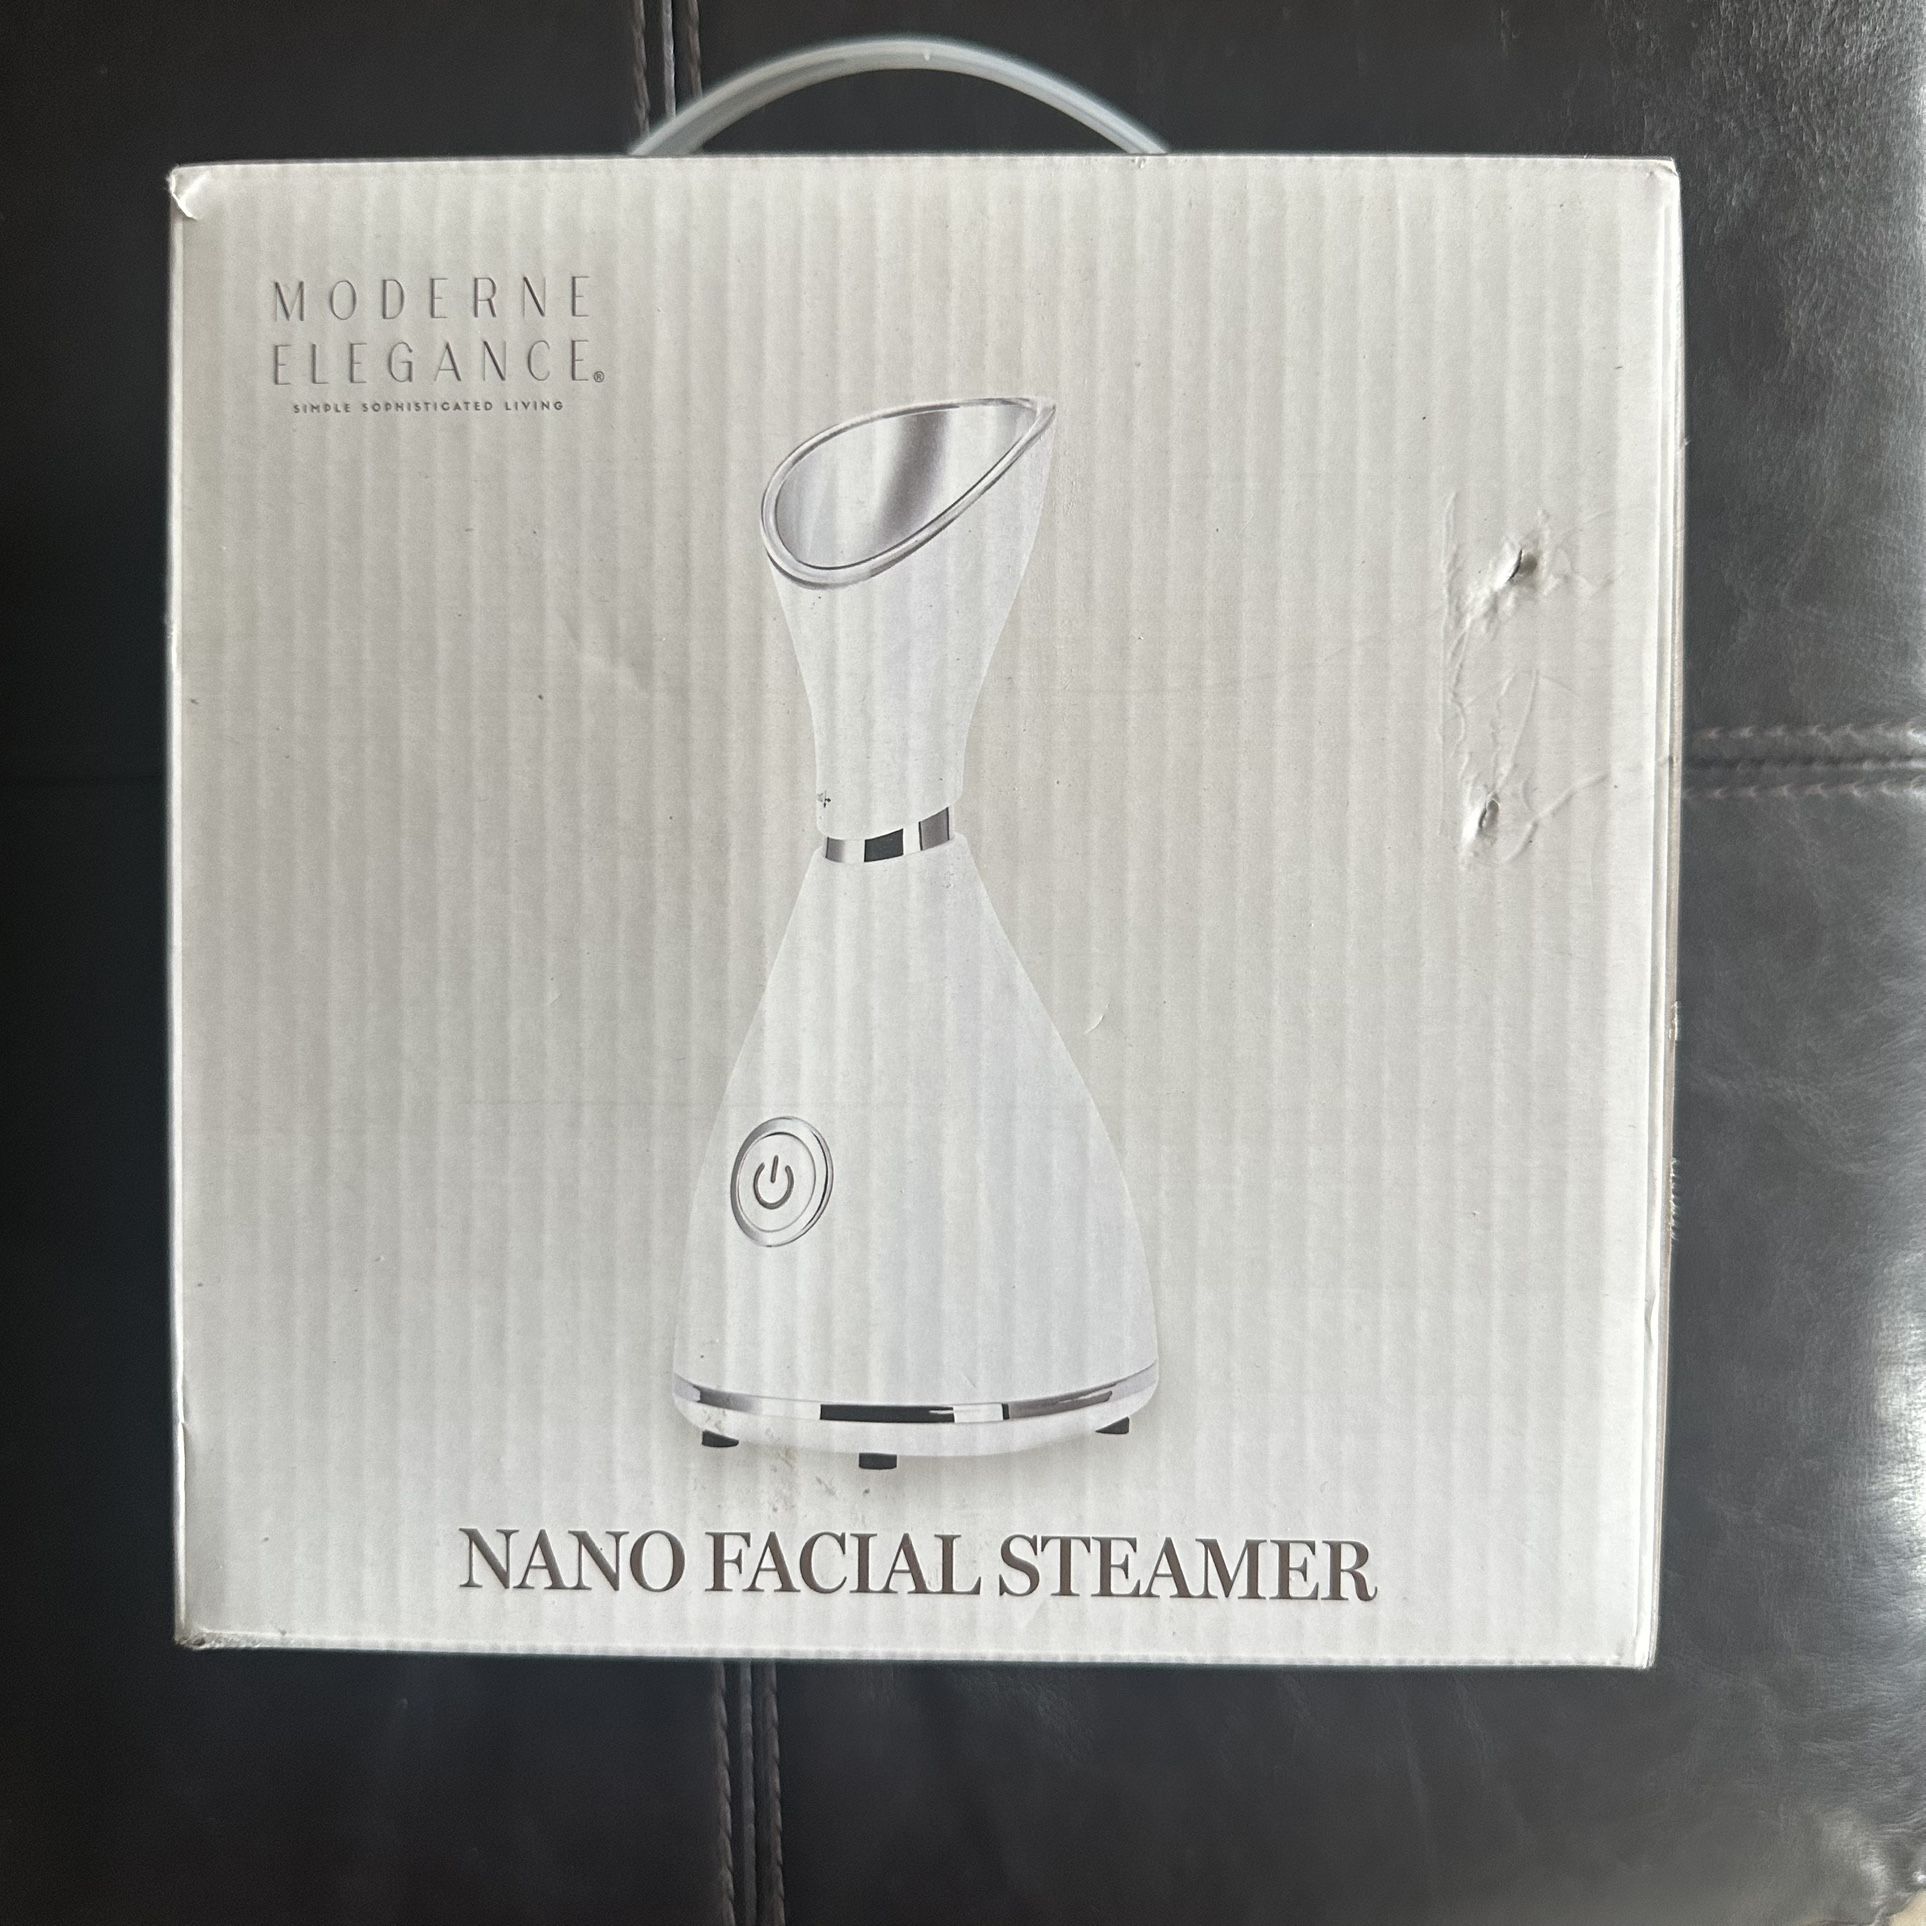 MODERNE
ELEGANCE®
SIMPLE SOPHISTICATED LIVING
NANO FACIAL STEAMER